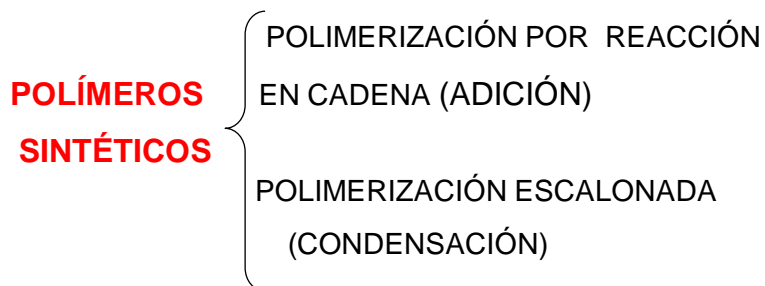 POLÍMEROS
SINTÉTICOS
POLIMERIZACIÓN POR REACCIÓN
EN CADENA (ADICIÓN)
POLIMERIZACIÓN ESCALONADA
(CONDENSACIÓN)